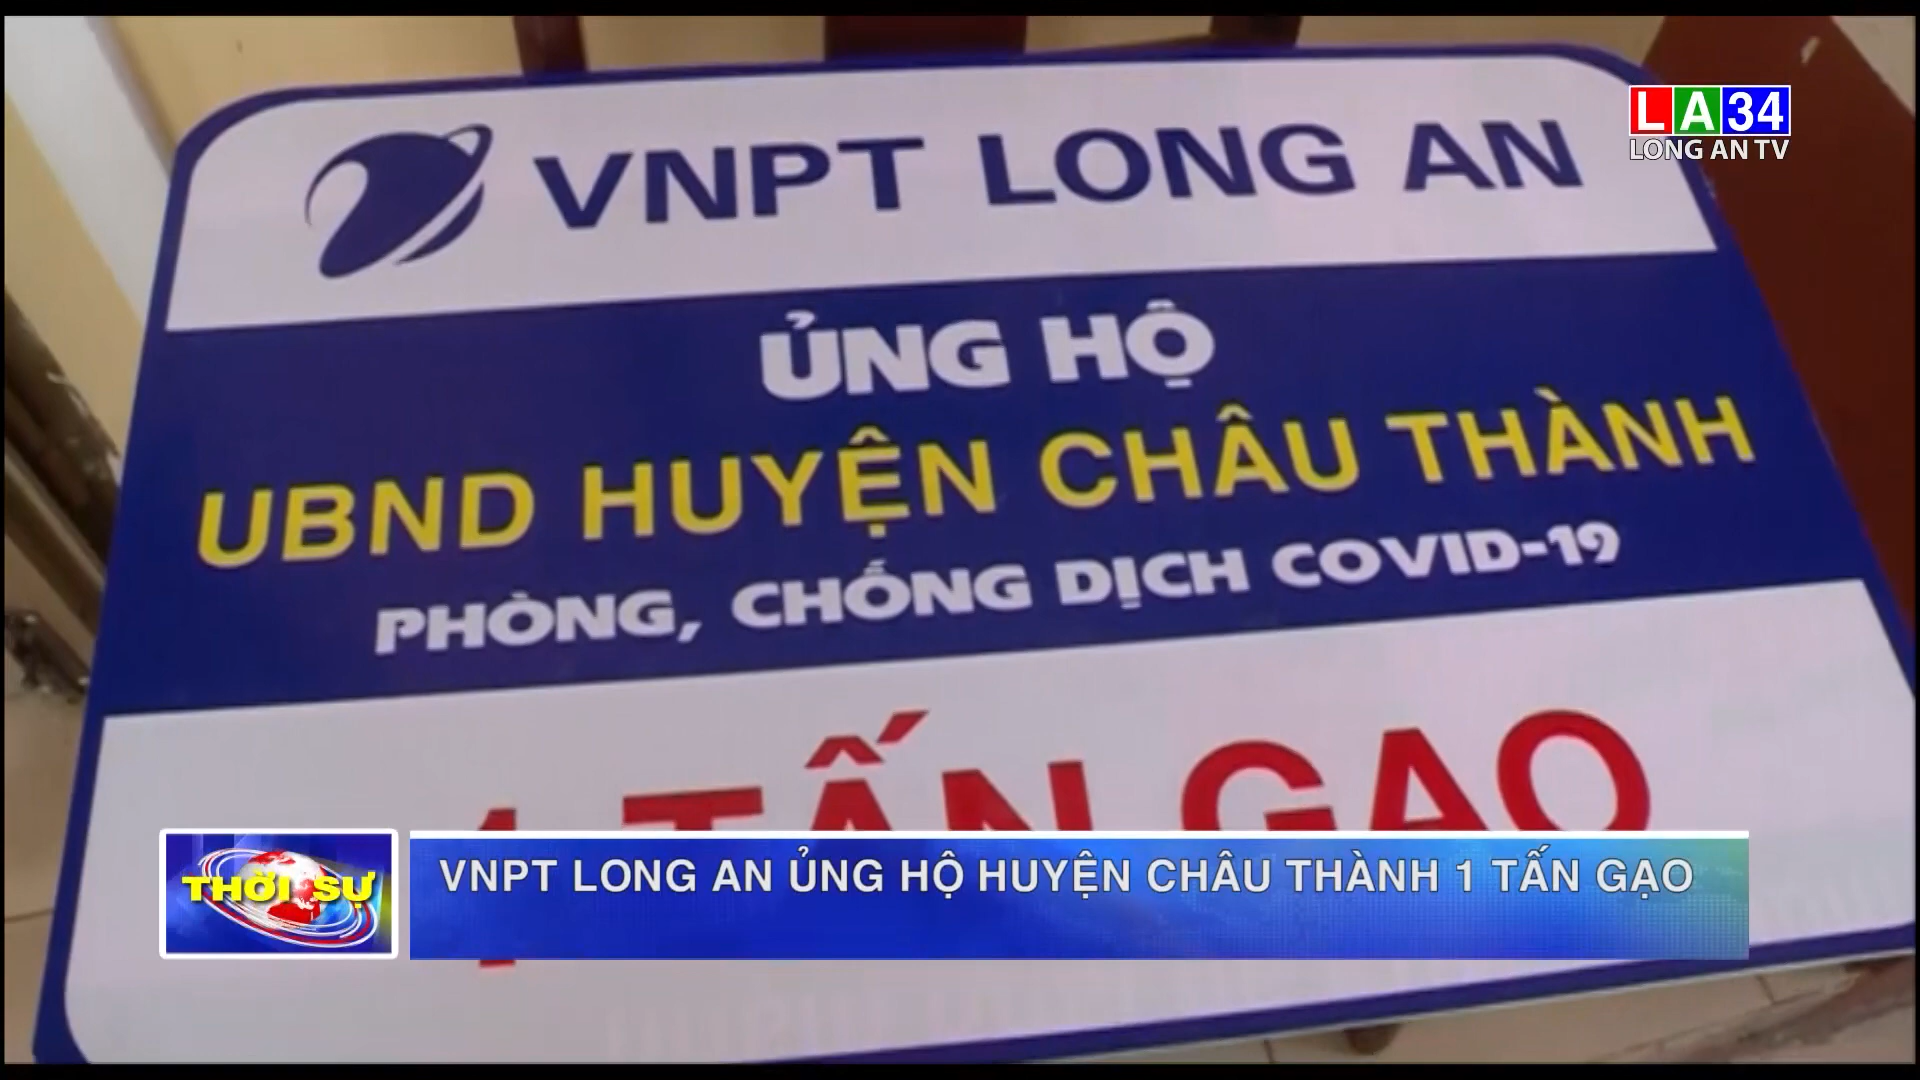 LA34
LONG AN TV
VNPT LONG AN
ỦNG HỘ
UBND HUYỆN CHÂU THÀNH
PHÒNG, CHỐNG DỊCH COVID-19
1 TẤN GẠO
THỜI SỰ
VNPT LONG AN ỦNG HỘ HUYỆN CHÂU THÀNH 1 TẤN GẠO